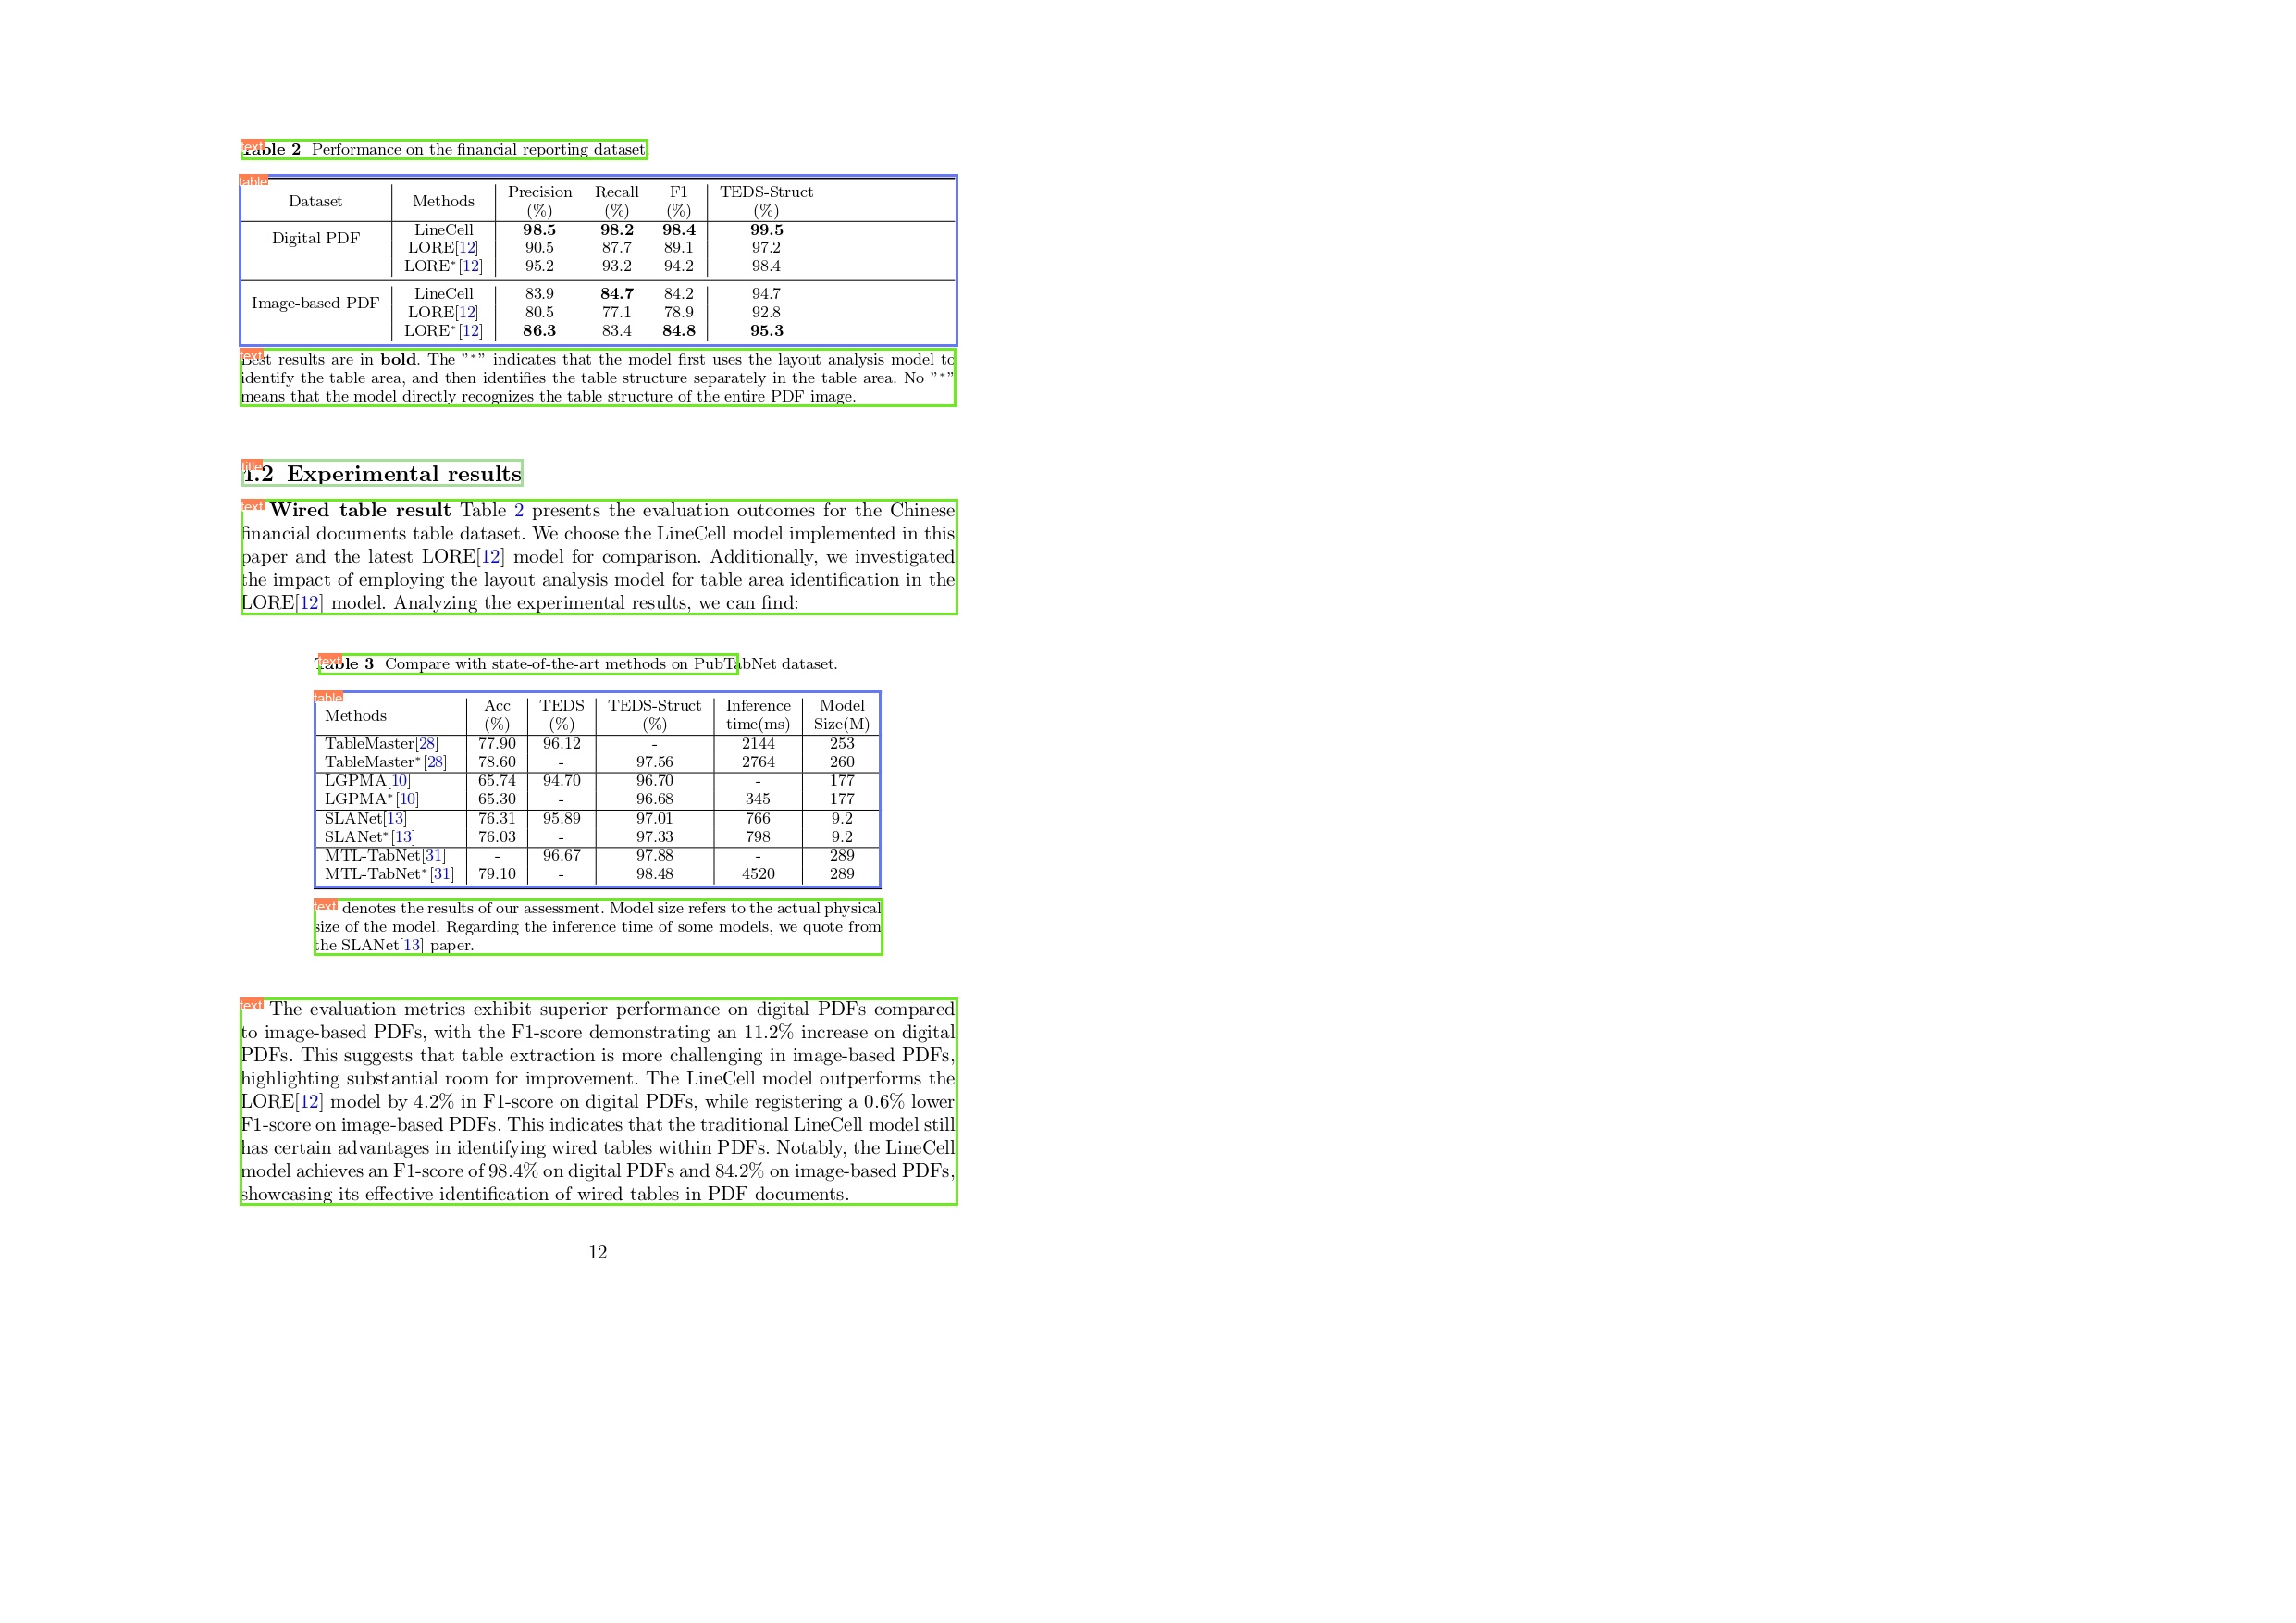 text
Table 2 Performance on the financial reporting dataset
table
Dataset Methods Precision (%) Recall (%) F1 (%) TEDS-Struct (%)
Digital PDF LineCell 98.5 98.2 98.4 99.5
LORE[12] 90.5 87.7 89.1 97.2
LORE*[12] 95.2 93.2 94.2 98.4
Image-based PDF LineCell 83.9 84.7 84.2 94.7
LORE[12] 80.5 77.1 78.9 92.8
LORE*[12] 86.3 83.4 84.8 95.3
text
Best results are in bold. The ”*” indicates that the model first uses the layout analysis model to
identify the table area, and then identifies the table structure separately in the table area. No ”*”
means that the model directly recognizes the table structure of the entire PDF image.
title
4.2 Experimental results
text
Wired table result Table 2 presents the evaluation outcomes for the Chinese
financial documents table dataset. We choose the LineCell model implemented in this
paper and the latest LORE[12] model for comparison. Additionally, we investigated
the impact of employing the layout analysis model for table area identification in the
LORE[12] model. Analyzing the experimental results, we can find:
text
Table 3 Compare with state-of-the-art methods on PubTabNet dataset.
table
Methods Acc (%) TEDS (%) TEDS-Struct (%) Inference time(ms) Model Size(M)
TableMaster[28] 77.90 96.12 - 2144 253
TableMaster*[28] 78.60 - 97.56 2764 260
LGPMA[10] 65.74 94.70 96.70 - 177
LGPMA*[10] 65.30 - 96.68 345 177
SLANet[13] 76.31 95.89 97.01 766 9.2
SLANet*[13] 76.03 - 97.33 798 9.2
MTL-TabNet[31] - 96.67 97.88 - 289
MTL-TabNet*[31] 79.10 - 98.48 4520 289
text
denotes the results of our assessment. Model size refers to the actual physical
size of the model. Regarding the inference time of some models, we quote from
the SLANet[13] paper.
text
The evaluation metrics exhibit superior performance on digital PDFs compared
to image-based PDFs, with the F1-score demonstrating an 11.2% increase on digital
PDFs. This suggests that table extraction is more challenging in image-based PDFs,
highlighting substantial room for improvement. The LineCell model outperforms the
LORE[12] model by 4.2% in F1-score on digital PDFs, while registering a 0.6% lower
F1-score on image-based PDFs. This indicates that the traditional LineCell model still
has certain advantages in identifying wired tables within PDFs. Notably, the LineCell
model achieves an F1-score of 98.4% on digital PDFs and 84.2% on image-based PDFs,
showcasing its effective identification of wired tables in PDF documents.
12